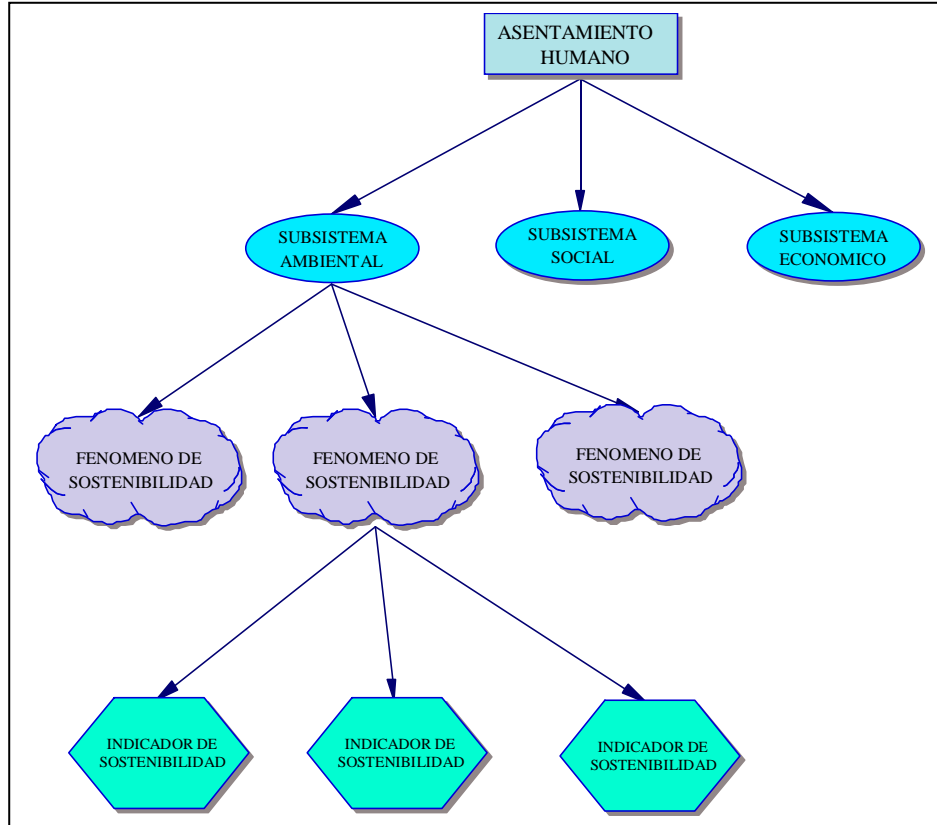 ASENTAMIENTO
HUMANO
SUBSISTEMA
AMBIENTAL
SUBSISTEMA
SOCIAL
SUBSISTEMA
ECONOMICO
FENOMENO DE
SOSTENIBILIDAD
FENOMENO DE
SOSTENIBILIDAD
FENOMENO DE
SOSTENIBILIDAD
INDICADOR DE
SOSTENIBILIDAD
INDICADOR DE
SOSTENIBILIDAD
INDICADOR DE
SOSTENIBILIDAD